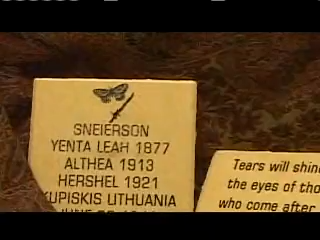 SNEIERSON
YENTA LEAH 1877
ALTHEA 1913
HERSHEL 1921
KUPISKIS LITHUANIA
JUNE
Tears will shin
the eyes of tho
who come after